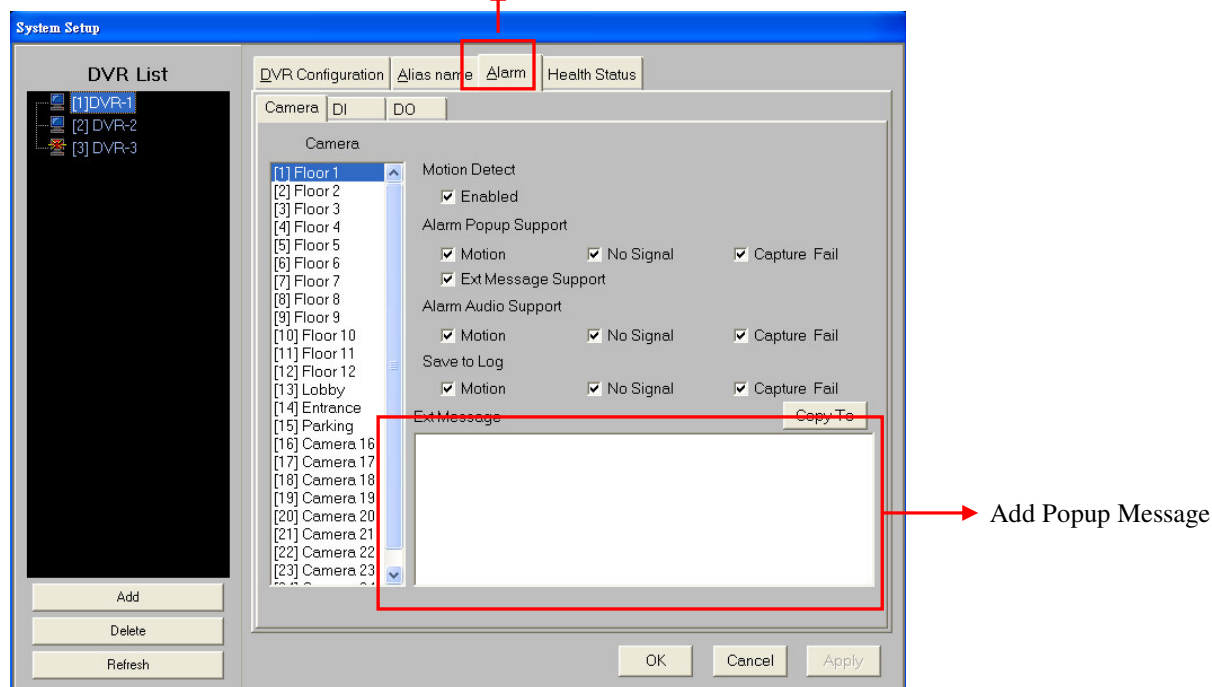 System Setup
DVR List
[1]DVR-1
[2] DVR-2
[3] DVR-3
Add
Delete
Refresh
DVR Configuration
Alias name
Alarm
Health Status
Camera
DI
DO
Camera
[1] Floor 1
[2] Floor 2
[3] Floor 3
[4] Floor 4
[5] Floor 5
[6] Floor 6
[7] Floor 7
[8] Floor 8
[9] Floor 9
[10] Floor 10
[11] Floor 11
[12] Floor 12
[13] Lobby
[14] Entrance
[15] Parking
[16] Camera 16
[17] Camera 17
[18] Camera 18
[19] Camera 19
[20] Camera 20
[21] Camera 21
[22] Camera 22
[23] Camera 23
Motion Detect
Enabled
Alarm Popup Support
Motion No Signal Capture Fail
Ext Message Support
Alarm Audio Support
Motion No Signal Capture Fail
Save to Log
Motion No Signal Capture Fail
Ext Message
Copy To
Add Popup Message
OK
Cancel
Apply